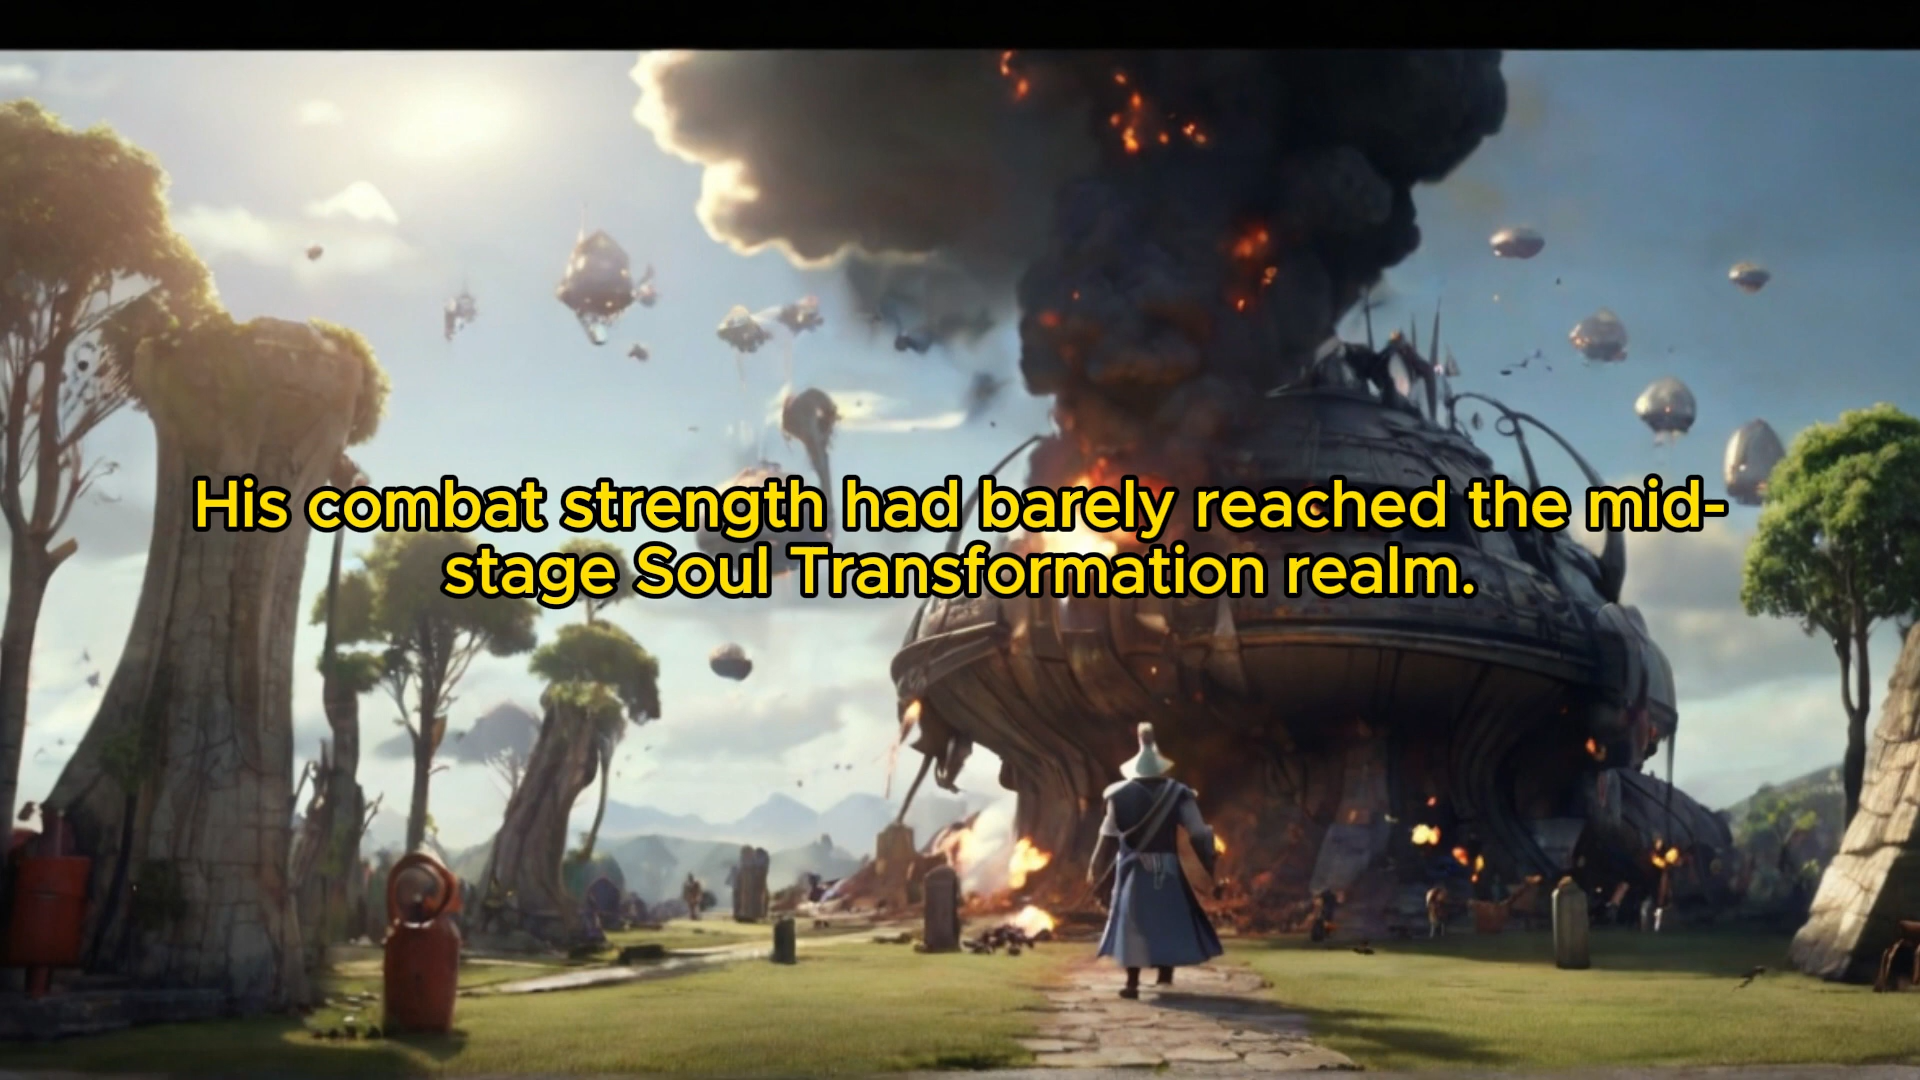 His combat strength had barely reached the mid-
stage Soul Transformation realm.